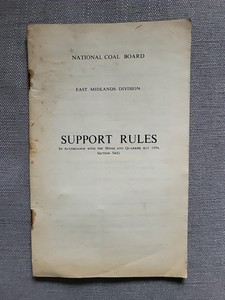 NATIONAL COAL BOARD
EAST MIDLANDS DIVISION
SUPPORT RULES
IN ACCORDANCE WITH THE MINES AND QUARRIES ACT 1954,
SECTION 54(1)